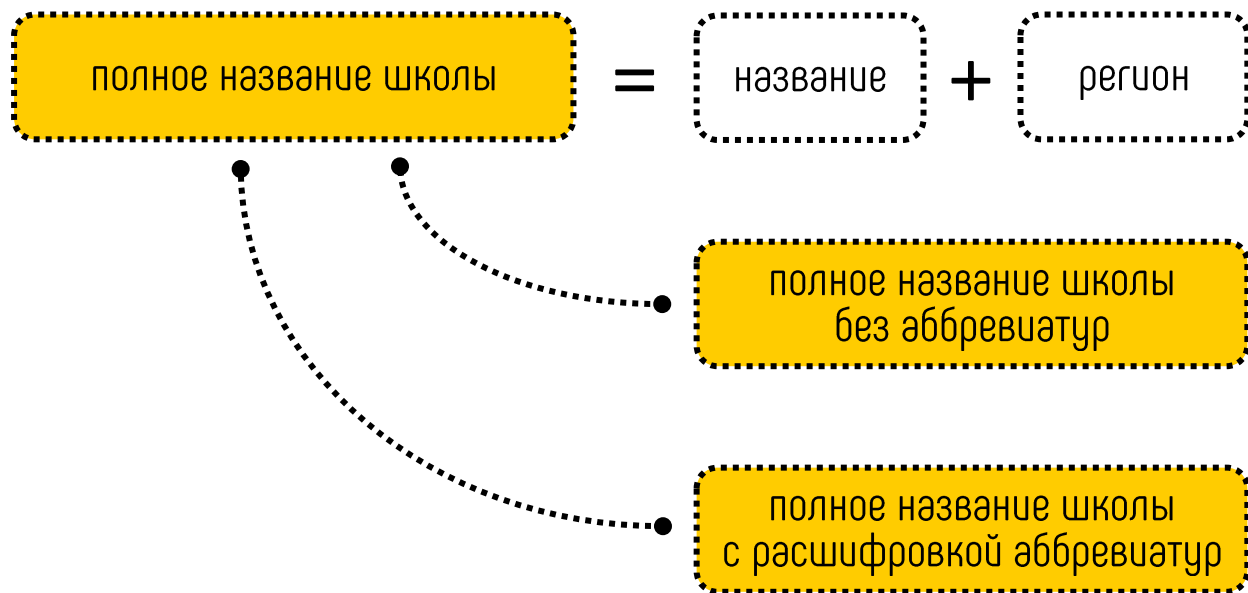 полное название школы = название + регион
полное название школы
без аббревиатур
полное название школы
с расшифровкой аббревиатур